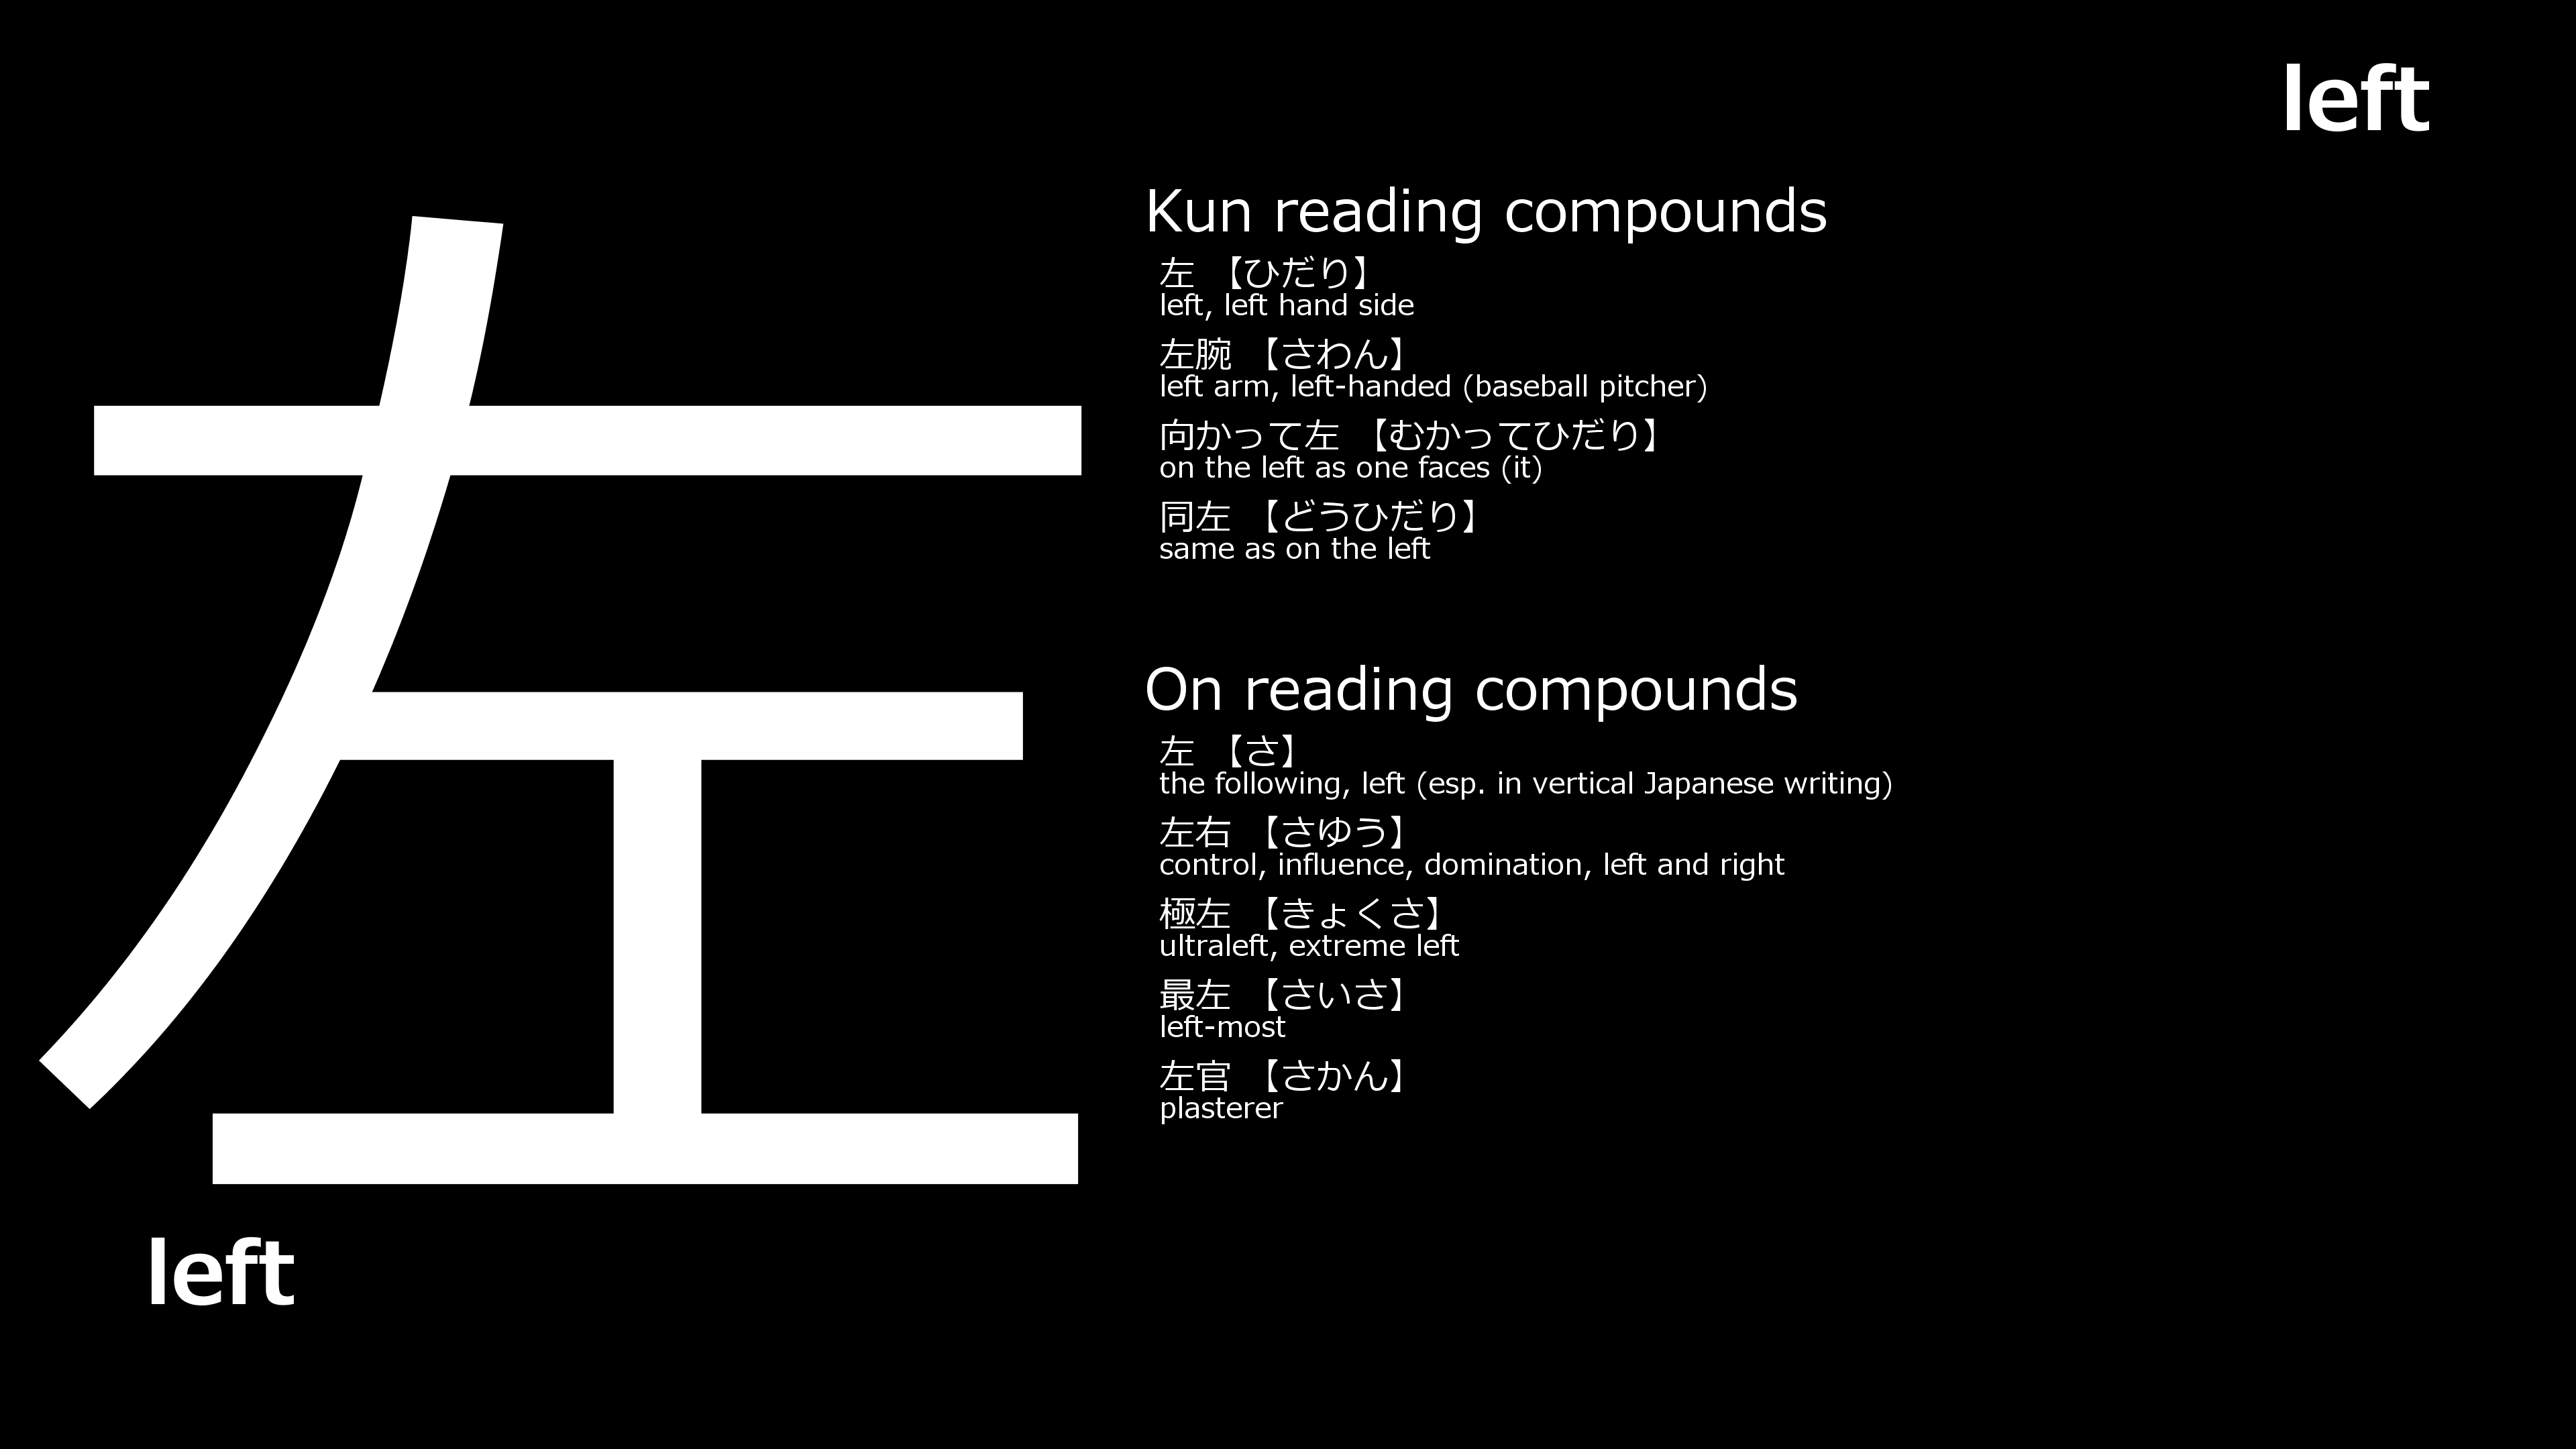 left
左
Kun reading compounds
左 【ひだり】
left, left hand side
左腕 【さわん】
left arm, left-handed (baseball pitcher)
向かって左 【むかってひだり】
on the left as one faces (it)
同左 【どうひだり】
same as on the left
On reading compounds
左 【さ】
the following, left (esp. in vertical Japanese writing)
左右 【さゆう】
control, influence, domination, left and right
極左 【きょくさ】
ultraleft, extreme left
最左 【さいさ】
left-most
左官 【さかん】
plasterer
left